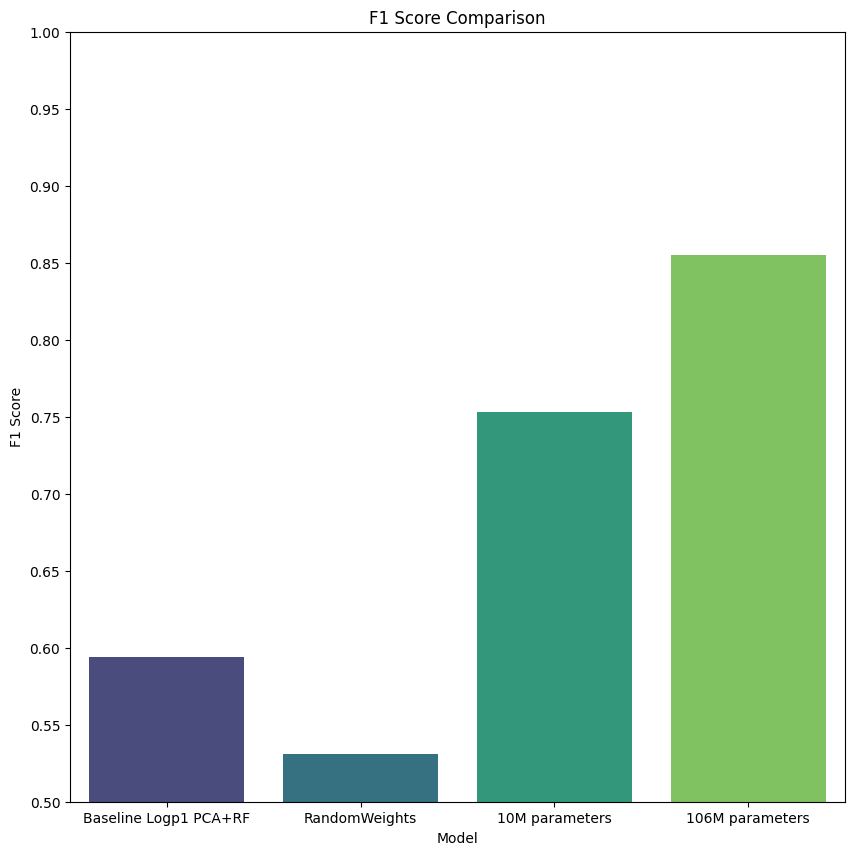 F1 Score Comparison
1.00
0.95
0.90
0.85
0.80
0.75
0.70
0.65
0.60
0.55
0.50
F1 Score
Baseline Logp1 PCA+RF
RandomWeights
10M parameters
106M parameters
Model